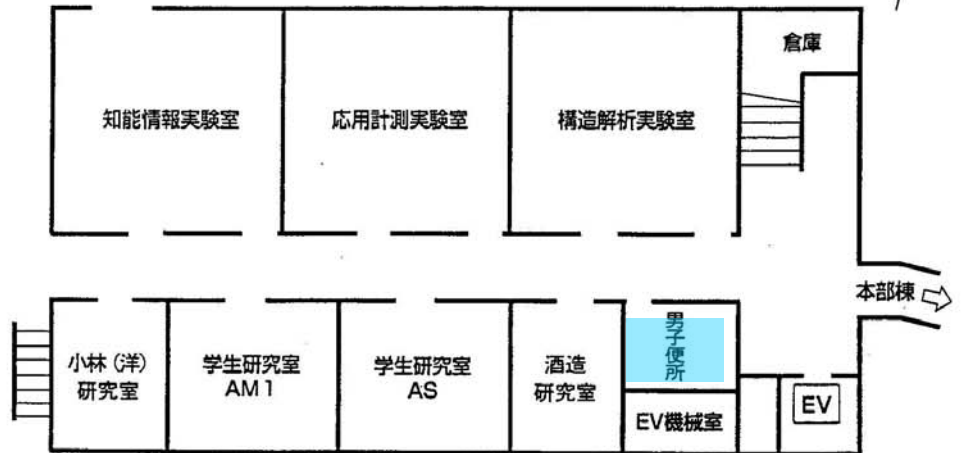 倉庫
知能情報実験室
応用計測実験室
構造解析実験室
本部棟
小林（洋）
研究室
学生研究室
AM1
学生研究室
AS
酒造
研究室
男子便所
EV機械室
EV